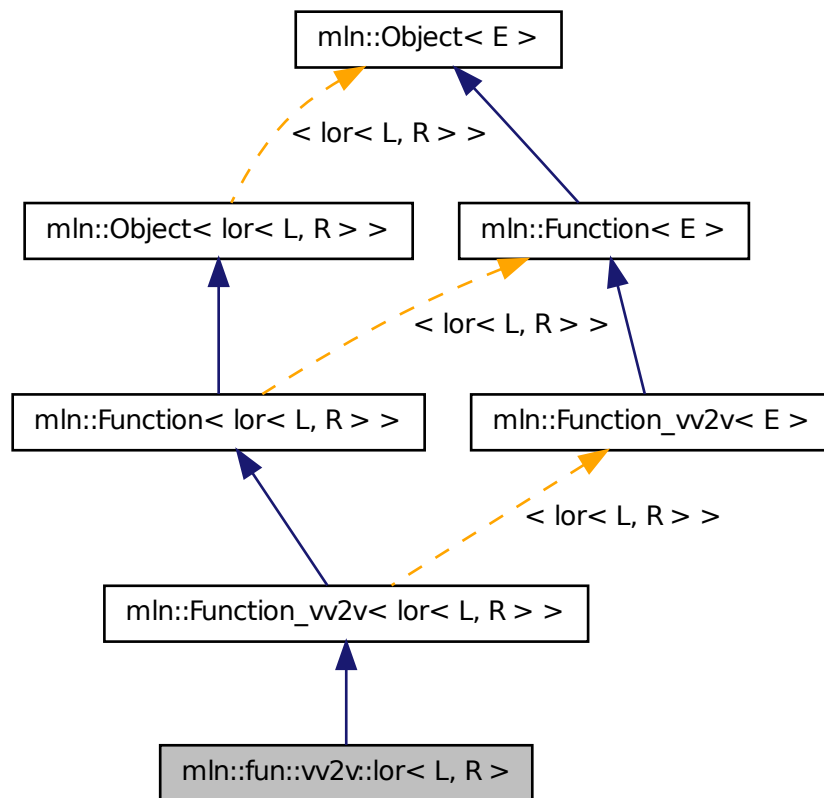 mln::Object< E >
< lor< L, R > >
mln::Object< lor< L, R > >
mln::Function< E >
< lor< L, R > >
mln::Function< lor< L, R > >
mln::Function_vv2v< E >
< lor< L, R > >
mln::Function_vv2v< lor< L, R > >
mln::fun::vv2v::lor< L, R >